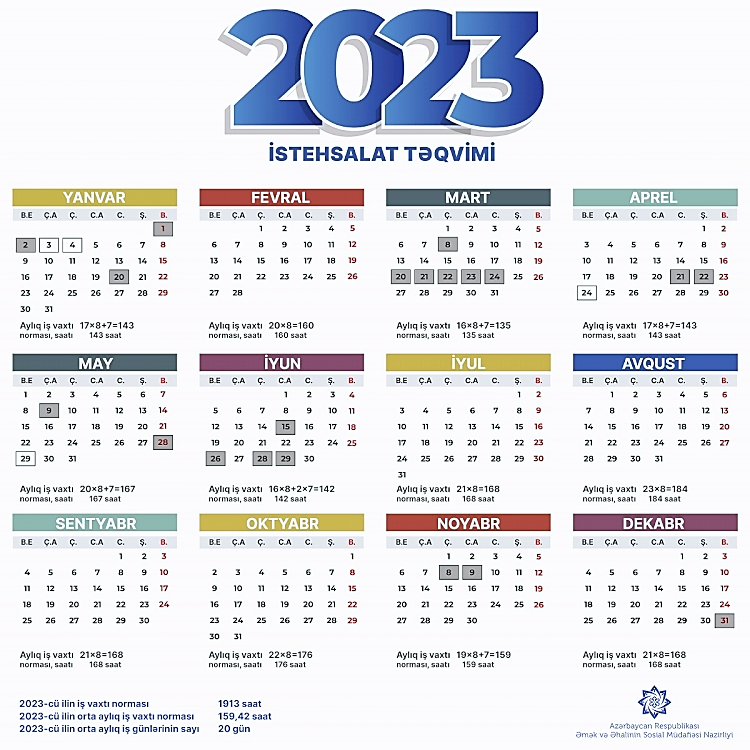 2023
İSTEHSALAT TƏQVİMİ
YANVAR
B.E Ç.A Ç. C.A C. Ş. B.
1
2 3 4 5 6 7 8
9 10 11 12 13 14 15
16 17 18 19 20 21 22
23 24 25 26 27 28 29
30 31
Aylıq iş vaxtı 17×8+7=143
norması, saatı 143 saat
FEVRAL
B.E Ç.A Ç. C.A C. Ş. B.
1 2 3 4 5
6 7 8 9 10 11 12
13 14 15 16 17 18 19
20 21 22 23 24 25 26
27 28
Aylıq iş vaxtı 20×8=160
norması, saatı 160 saat
MART
B.E Ç.A Ç. C.A C. Ş. B.
1 2 3 4 5
6 7 8 9 10 11 12
13 14 15 16 17 18 19
20 21 22 23 24 25 26
27 28 29 30 31
Aylıq iş vaxtı 16×8+7=135
norması, saatı 135 saat
APREL
B.E Ç.A Ç. C.A C. Ş. B.
1 2
3 4 5 6 7 8 9
10 11 12 13 14 15 16
17 18 19 20 21 22 23
24 25 26 27 28 29 30
Aylıq iş vaxtı 17×8+7=143
norması, saatı 143 saat
MAY
B.E Ç.A Ç. C.A C. Ş. B.
1 2 3 4 5 6 7
8 9 10 11 12 13 14
15 16 17 18 19 20 21
22 23 24 25 26 27 28
29 30 31
Aylıq iş vaxtı 20×8+7=167
norması, saatı 167 saat
İYUN
B.E Ç.A Ç. C.A C. Ş. B.
1 2 3 4
5 6 7 8 9 10 11
12 13 14 15 16 17 18
19 20 21 22 23 24 25
26 27 28 29 30
Aylıq iş vaxtı 16×8+2×7=142
norması, saatı 142 saat
İYUL
B.E Ç.A Ç. C.A C. Ş. B.
1 2
3 4 5 6 7 8 9
10 11 12 13 14 15 16
17 18 19 20 21 22 23
24 25 26 27 28 29 30
31
Aylıq iş vaxtı 21×8=168
norması, saatı 168 saat
AVQUST
B.E Ç.A Ç. C.A C. Ş. B.
1 2 3 4 5 6
7 8 9 10 11 12 13
14 15 16 17 18 19 20
21 22 23 24 25 26 27
28 29 30 31
Aylıq iş vaxtı 23×8=184
norması, saatı 184 saat
SENTYABR
B.E Ç.A Ç. C.A C. Ş. B.
1 2 3
4 5 6 7 8 9 10
11 12 13 14 15 16 17
18 19 20 21 22 23 24
25 26 27 28 29 30
Aylıq iş vaxtı 21×8=168
norması, saatı 168 saat
OKTYABR
B.E Ç.A Ç. C.A C. Ş. B.
1
2 3 4 5 6 7 8
9 10 11 12 13 14 15
16 17 18 19 20 21 22
23 24 25 26 27 28 29
30 31
Aylıq iş vaxtı 22×8=176
norması, saatı 176 saat
NOYABR
B.E Ç.A Ç. C.A C. Ş. B.
1 2 3 4 5
6 7 8 9 10 11 12
13 14 15 16 17 18 19
20 21 22 23 24 25 26
27 28 29 30
Aylıq iş vaxtı 19×8+7=159
norması, saatı 159 saat
DEKABR
B.E Ç.A Ç. C.A C. Ş. B.
1 2 3
4 5 6 7 8 9 10
11 12 13 14 15 16 17
18 19 20 21 22 23 24
25 26 27 28 29 30 31
Aylıq iş vaxtı 21×8=168
norması, saatı 168 saat
2023-cü ilin iş vaxtı norması 1913 saat
2023-cü ilin orta aylıq iş vaxtı norması 159,42 saat
2023-cü ilin orta aylıq iş günlərinin sayı 20 gün
Azərbaycan Respublikası
Əmək və Əhalinin Sosial Müdafiəsi Nazirliyi